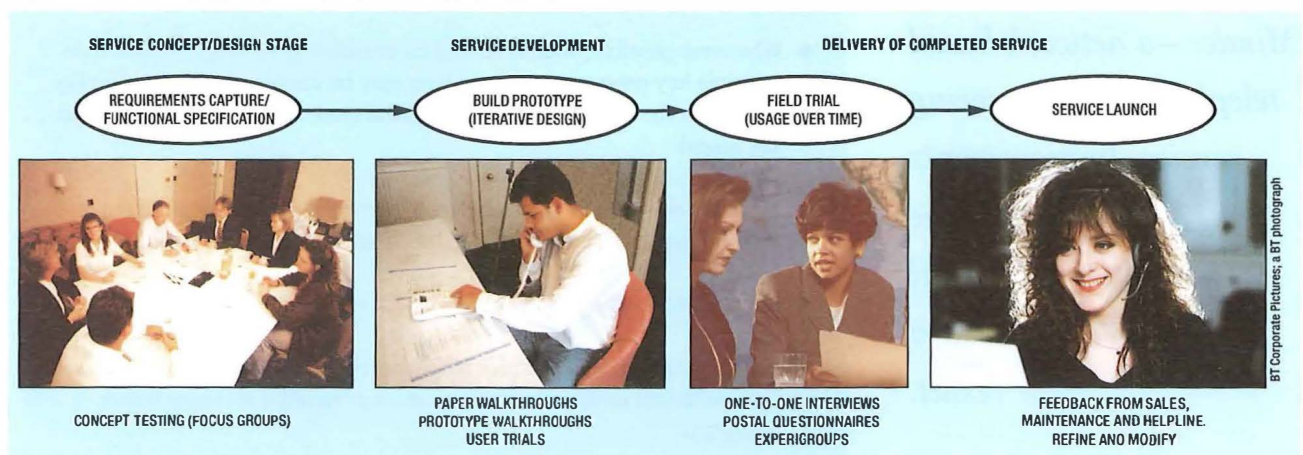 SERVICE CONCEPT/DESIGN STAGE
SERVICE DEVELOPMENT
DELIVERY OF COMPLETED SERVICE
REQUIREMENTS CAPTURE/
FUNCTIONAL SPECIFICATION
BUILD PROTOTYPE
(ITERATIVE DESIGN)
FIELD TRIAL
(USAGE OVER TIME)
SERVICE LAUNCH
BT Corporate Pictures; a BT photograph
CONCEPT TESTING (FOCUS GROUPS)
PAPER WALKTHROUGHS
PROTOTYPE WALKTHROUGHS
USER TRIALS
ONE-TO-ONE INTERVIEWS
POSTAL QUESTIONNAIRES
EXPERIGROUPS
FEEDBACK FROM SALES,
MAINTENANCE AND HELPLINE.
REFINE AND MODIFY